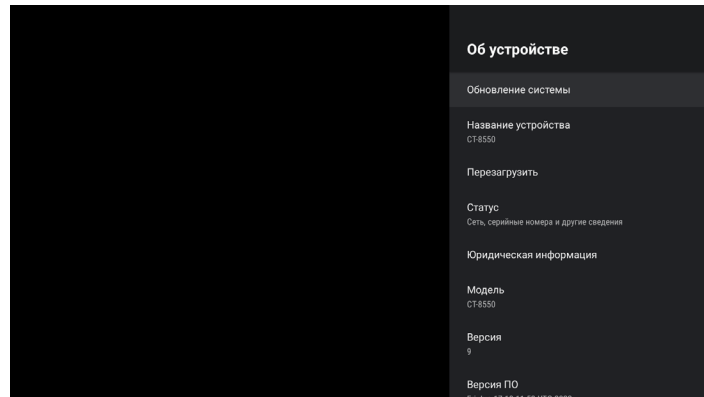 Об устройстве
Обновление системы
Название устройства
CT-8550
Перезагрузить
Статус
Сеть, серийные номера и другие сведения
Юридическая информация
Модель
CT-8550
Версия
9
Версия ПО